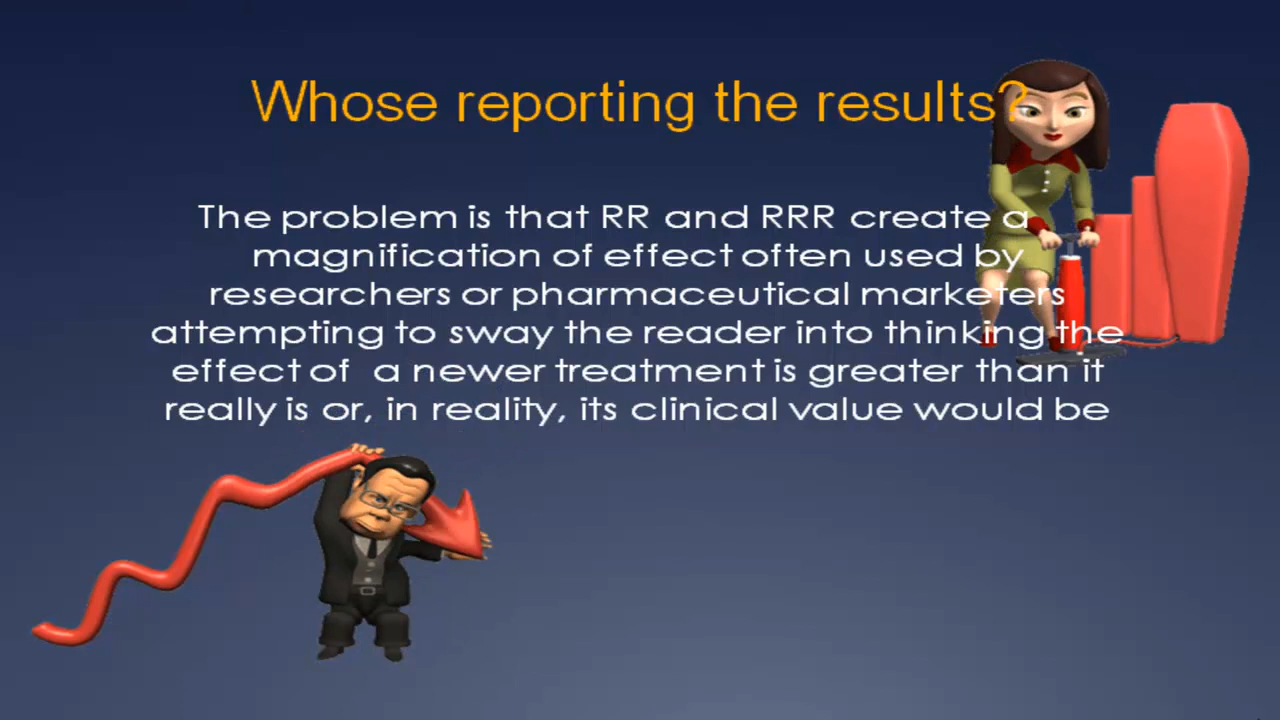 Whose reporting the results?
The problem is that RR and RRR create a
magnification of effect often used by
researchers or pharmaceutical marketers
attempting to sway the reader into thinking the
effect of a newer treatment is greater than it
really is or, in reality, its clinical value would be